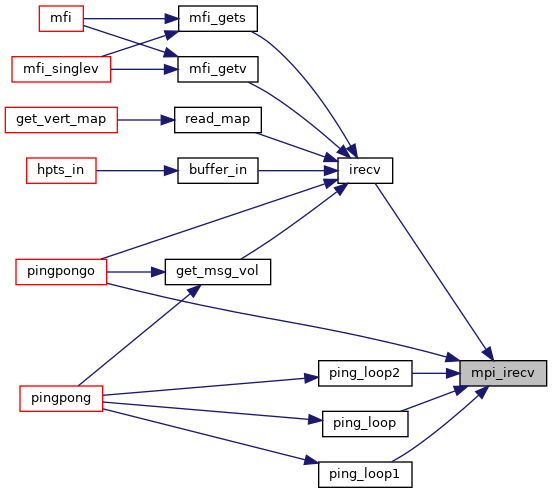 mfi
mfi_gets
mfi_singlev
mfi_getv
get_vert_map
read_map
hpts_in
buffer_in
irecv
pingpongo
get_msg_vol
mpi_irecv
ping_loop2
pingpong
ping_loop
ping_loop1